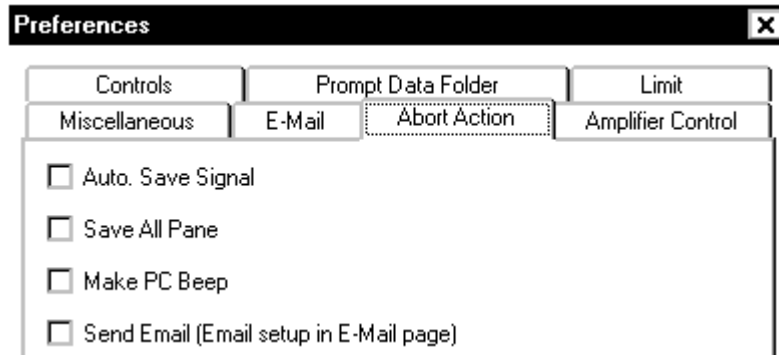 Preferences
Controls Prompt Data Folder Limit
Miscellaneous E-Mail Abort Action Amplifier Control
Auto. Save Signal
Save All Pane
Make PC Beep
Send Email (Email setup in E-Mail page)